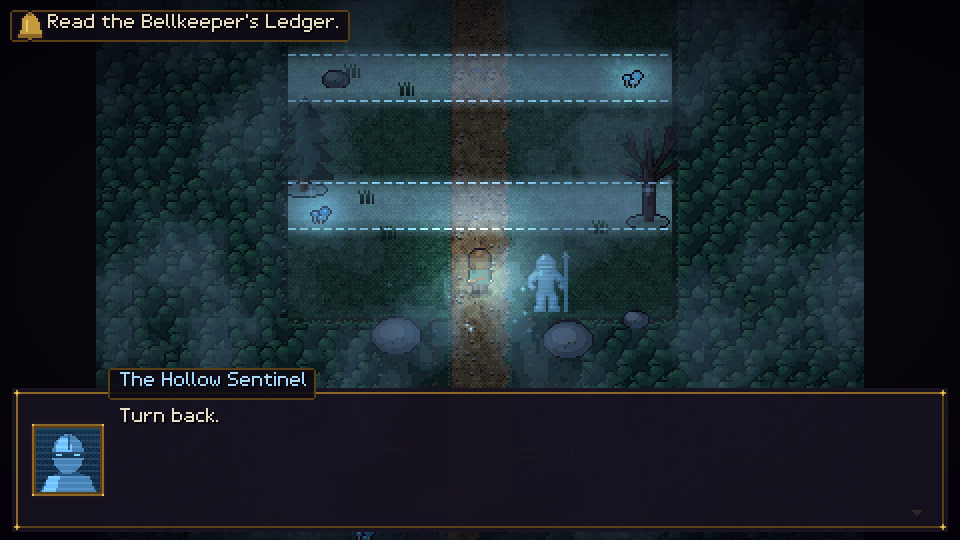 Read the Bellkeeper's Ledger.
The Hollow Sentinel
Turn back.